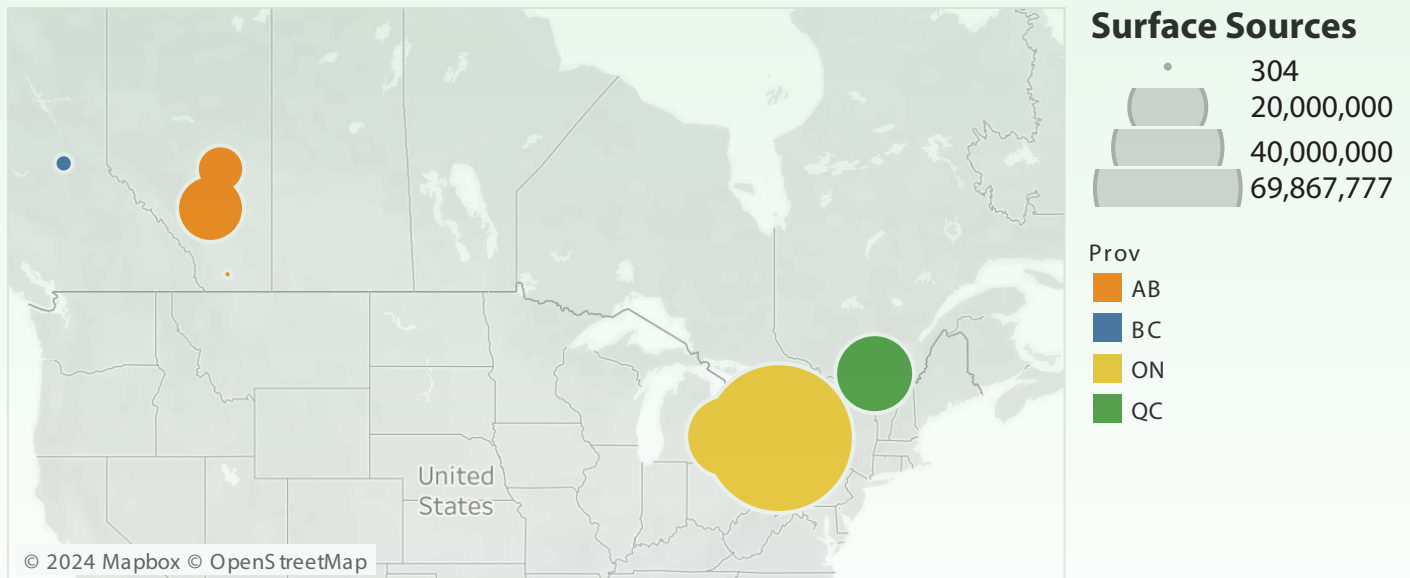 Surface Sources
304
20,000,000
40,000,000
69,867,777
Prov
AB
BC
ON
QC
United
States
© 2024 Mapbox © OpenStreetMap